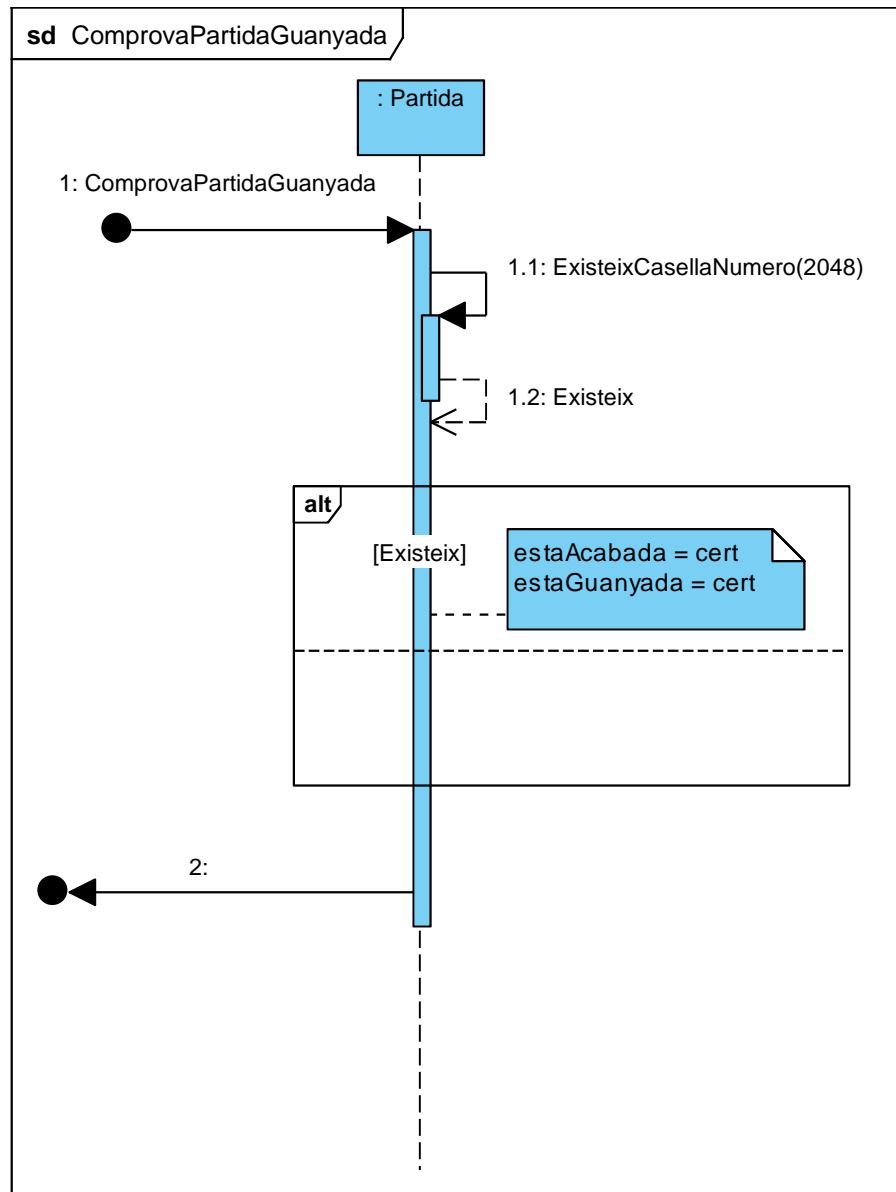 sd ComprovaPartidaGuanyada
: Partida
1: ComprovaPartidaGuanyada
1.1: ExisteixCasellaNumero(2048)
1.2: Existeix
alt
[Existeix]
estaAcabada = cert
estaGuanyada = cert
2: